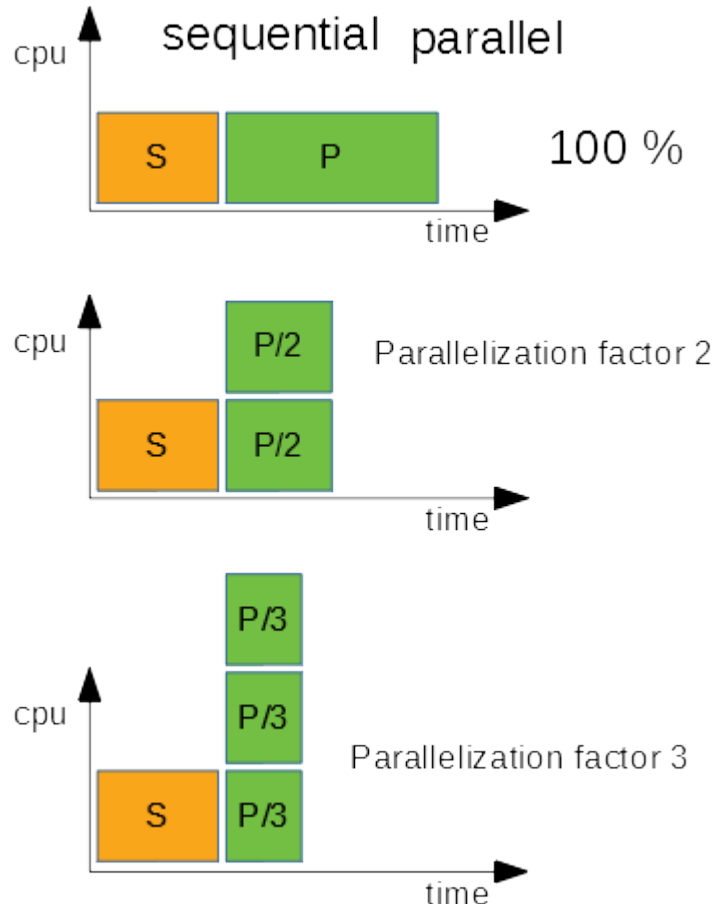 sequential parallel
cpu
S
P
100 %
time
P/2
cpu
Parallelization factor 2
S
P/2
time
P/3
cpu
P/3
Parallelization factor 3
S
P/3
time